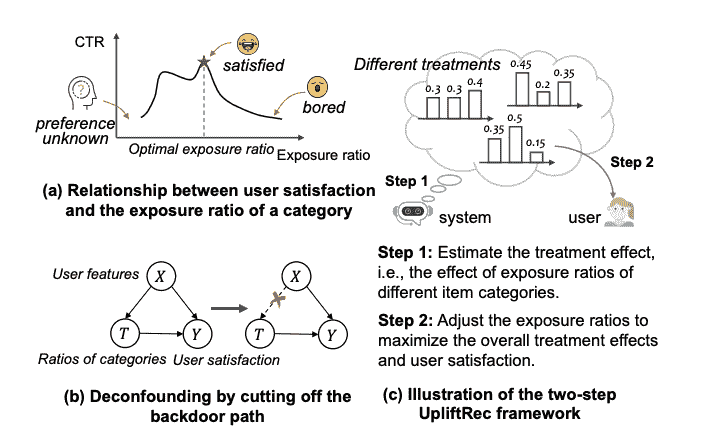 CTR
satisfied
bored
preference
unknown
Optimal exposure ratio
Exposure ratio
(a) Relationship between user satisfaction
and the exposure ratio of a category
User features
X
T
Y
X
T
Y
Ratios of categories
User satisfaction
(b) Deconfounding by cutting off the
backdoor path
Different treatments
0.3
0.3
0.4
0.45
0.2
0.35
0.35
0.5
0.15
Step 1
Step 2
system
user
Step 1: Estimate the treatment effect,
i.e., the effect of exposure ratios of
different item categories.
Step 2: Adjust the exposure ratios to
maximize the overall treatment effects
and user satisfaction.
(c) Illustration of the two-step
UpliftRec framework